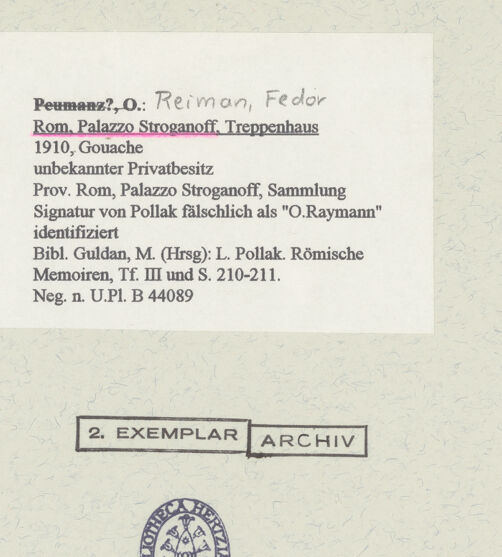 Peumanz?, O.: Reiman, Fedor
Rom, Palazzo Stroganoff, Treppenhaus
1910, Gouache
unbekannter Privatbesitz
Prov. Rom, Palazzo Stroganoff, Sammlung
Signatur von Pollak fälschlich als "O.Raymann"
identifiziert
Bibl. Guldan, M. (Hrsg): L. Pollak. Römische
Memoiren, Tf. III und S. 210-211.
Neg. n. U.Pl. B 44089
2. EXEMPLAR ARCHIV
BLIOTHECA HERTZIA